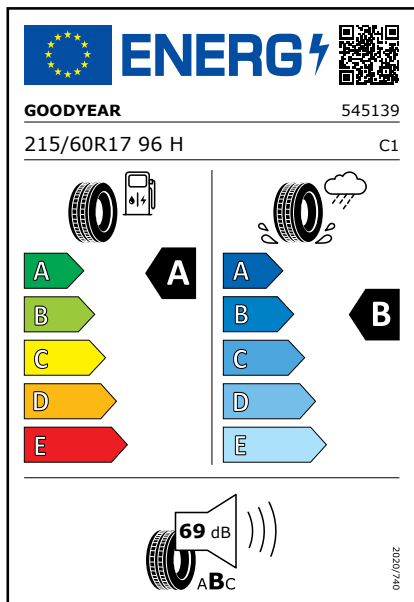 ENERG
GOODYEAR 545139
215/60R17 96 H C1
A A A B
B B
C C
D D
E E
69 dB
ABC
2020/740